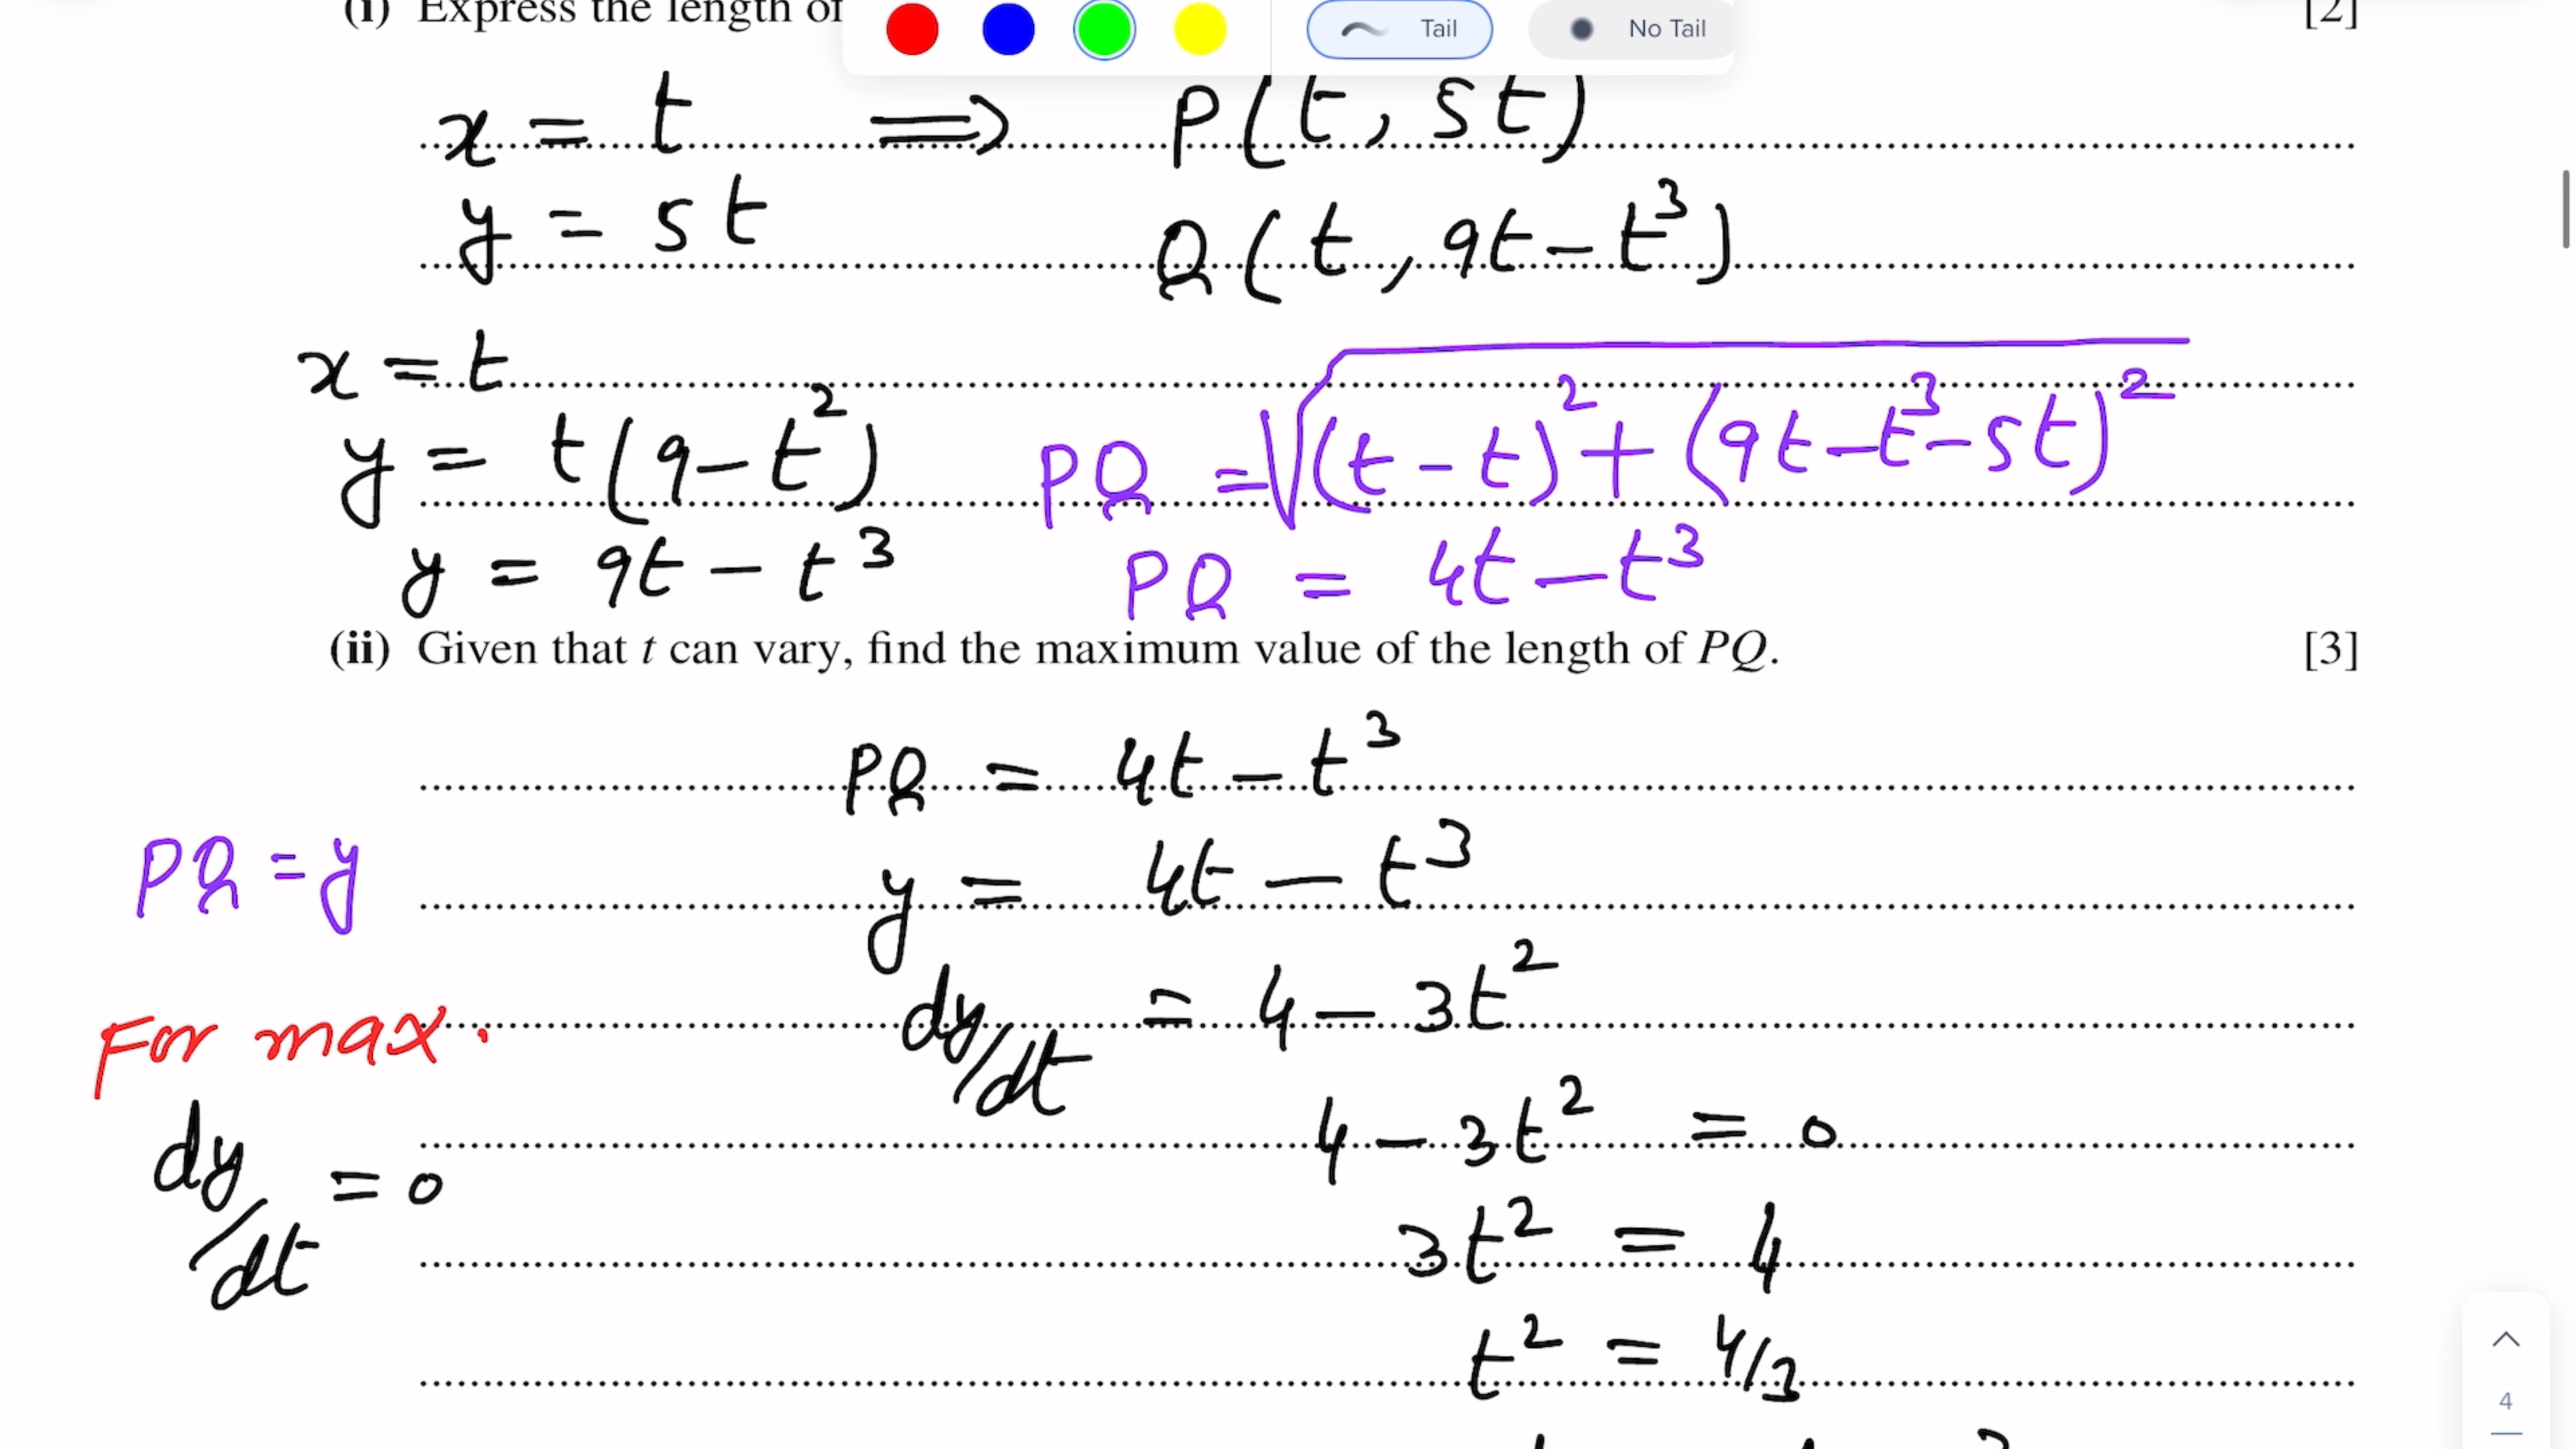 (i) Express the length of [2]
Tail No Tail
x = t ⟹ P(t, 5t)
y = 5t Q(t, 9t−t³)
x = t
y = t(9−t²) PQ = √((t−t)² + (9t−t³−5t)²)
y = 9t − t³ PQ = 4t−t³
(ii) Given that t can vary, find the maximum value of the length of PQ. [3]
PQ = 4t − t³
PQ = y y = 4t − t³
For max. dy/dt = 4 − 3t²
dy/dt = 0 4 − 3t² = 0
3t² = 4
t² = 4/3
4